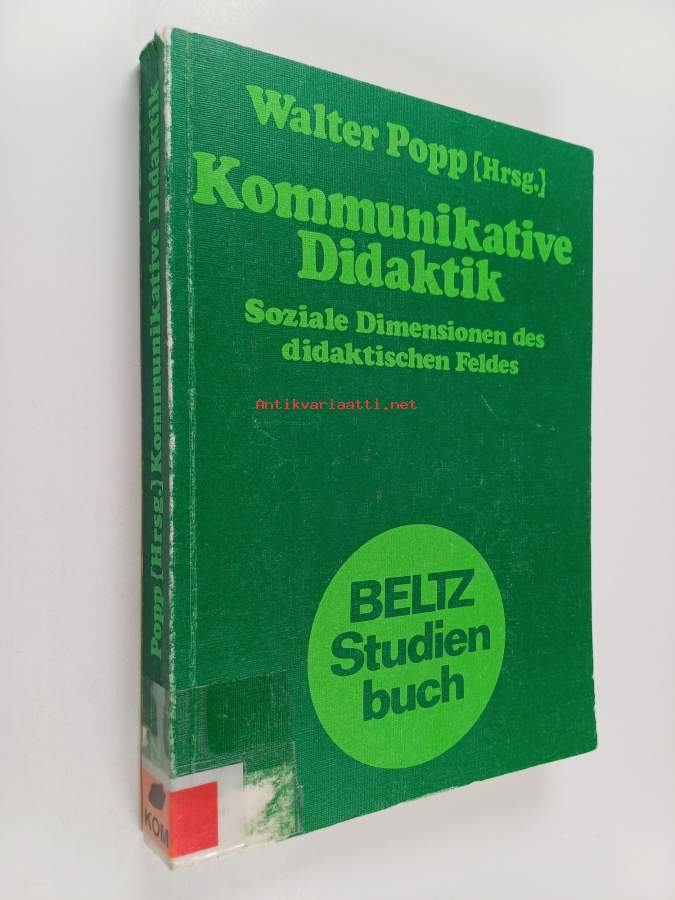 Walter Popp [Hrsg.]
Kommunikative
Didaktik
Soziale Dimensionen des
didaktischen Feldes
Antikvariaatti.net
BELTZ
Studien
buch
Popp [Hrsg.] Kommunikative Didaktik
KOM